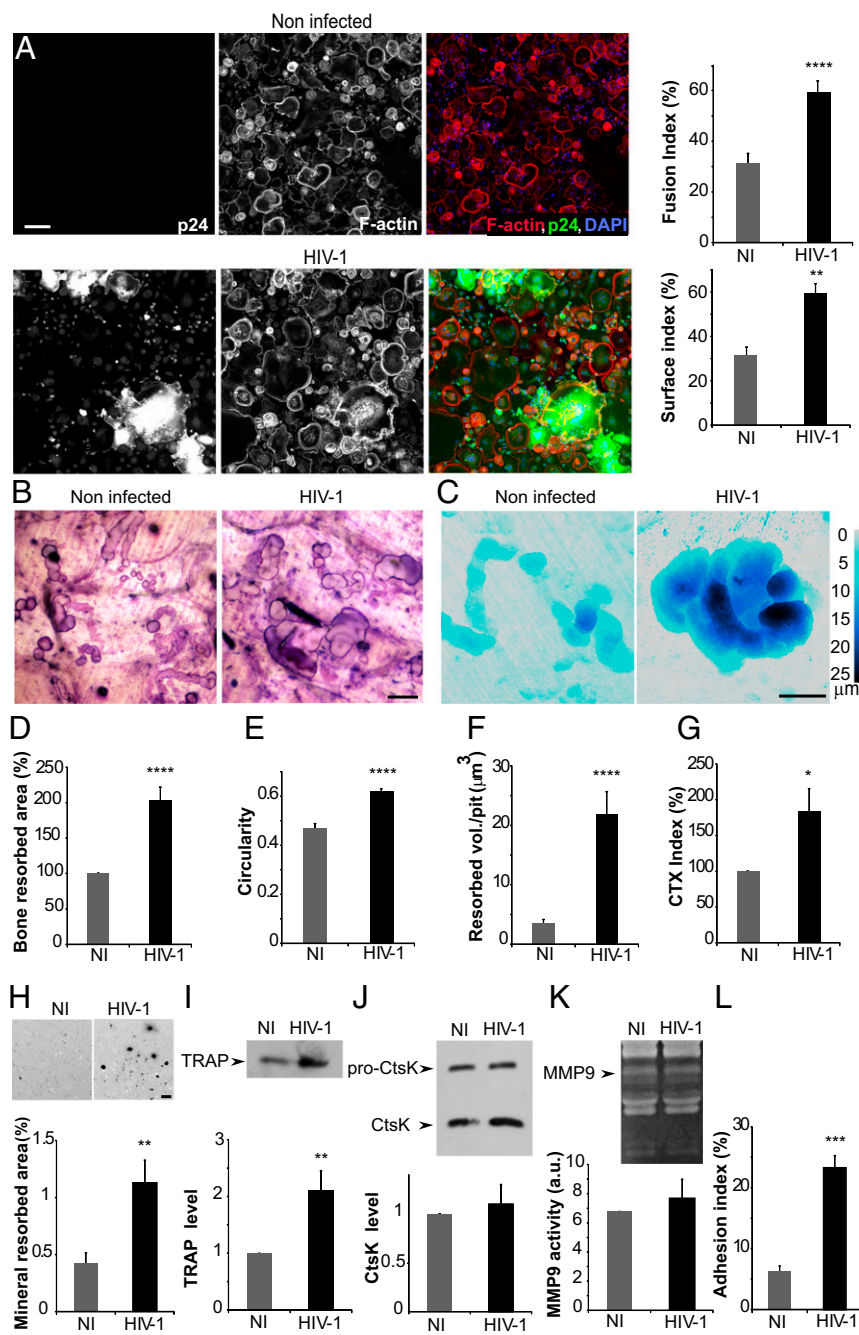 A
Non infected
p24
F-actin
F-actin, p24, DAPI
HIV-1
Fusion Index (%)
60
40
20
0
****
NI
HIV-1
Surface index (%)
60
40
20
0
**
NI
HIV-1
B
Non infected
HIV-1
C
Non infected
HIV-1
0
5
10
15
20
25
μm
D
Bone resorbed area (%)
250
200
150
100
50
0
****
NI
HIV-1
E
Circularity
0.6
0.4
0.2
0
****
NI
HIV-1
F
Resorbed vol./pit (μm3)
30
20
10
0
****
NI
HIV-1
G
CTX Index (%)
250
200
150
100
50
0
*
NI
HIV-1
H
NI
HIV-1
Mineral resorbed area(%)
1.5
1
0.5
0
**
NI
HIV-1
I
NI
HIV-1
TRAP
TRAP level
3
2
1
0
**
NI
HIV-1
J
NI
HIV-1
pro-CtsK
CtsK
CtsK level
1
0.5
0
NI
HIV-1
K
NI
HIV-1
MMP9
MMP9 activity (a.u.)
10
8
6
4
2
0
NI
HIV-1
L
Adhesion index (%)
30
20
10
0
***
NI
HIV-1